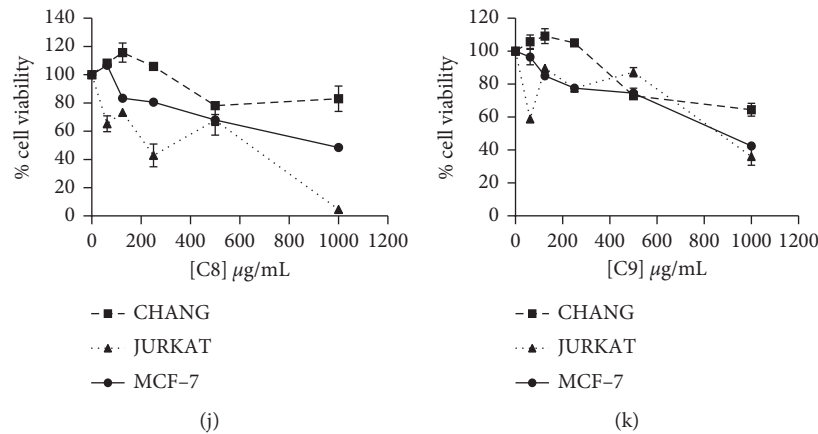 140
120
100
80
60
40
20
0
% cell viability
0 200 400 600 800 1000 1200
[C8] μg/mL
CHANG
JURKAT
MCF–7
(j)
120
100
80
60
40
20
0
% cell viability
0 200 400 600 800 1000 1200
[C9] μg/mL
CHANG
JURKAT
MCF–7
(k)